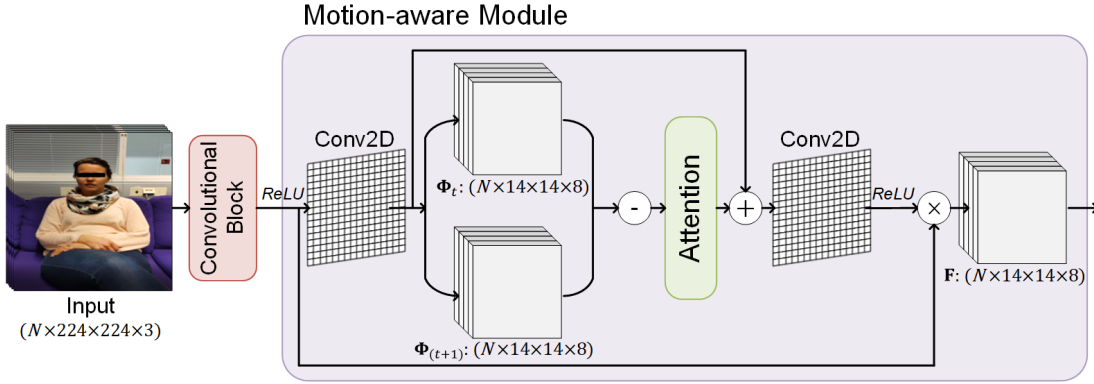 Motion-aware Module
Input
(N×224×224×3)
Convolutional
Block
ReLU
Conv2D
Φt: (N×14×14×8)
Φ(t+1): (N×14×14×8)
-
Attention
+
Conv2D
ReLU
×
F: (N×14×14×8)